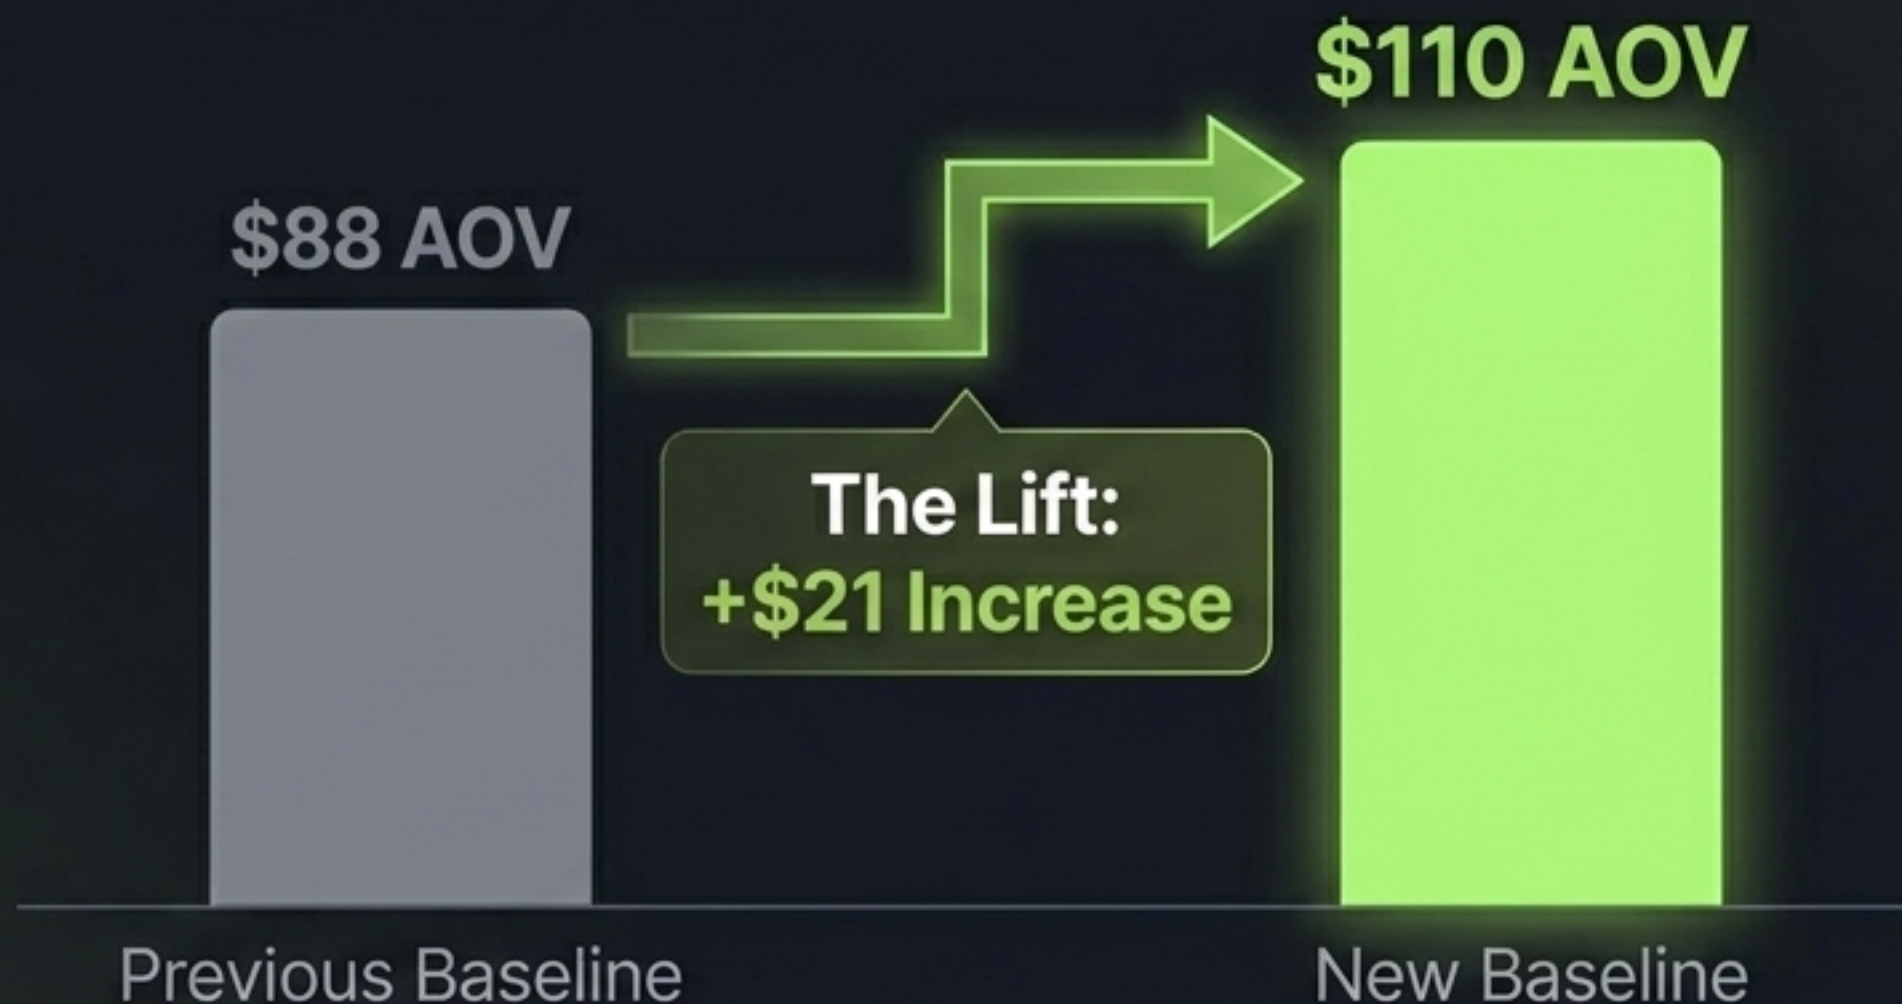 $110 AOV
$88 AOV
The Lift:
+$21 Increase
Previous Baseline
New Baseline